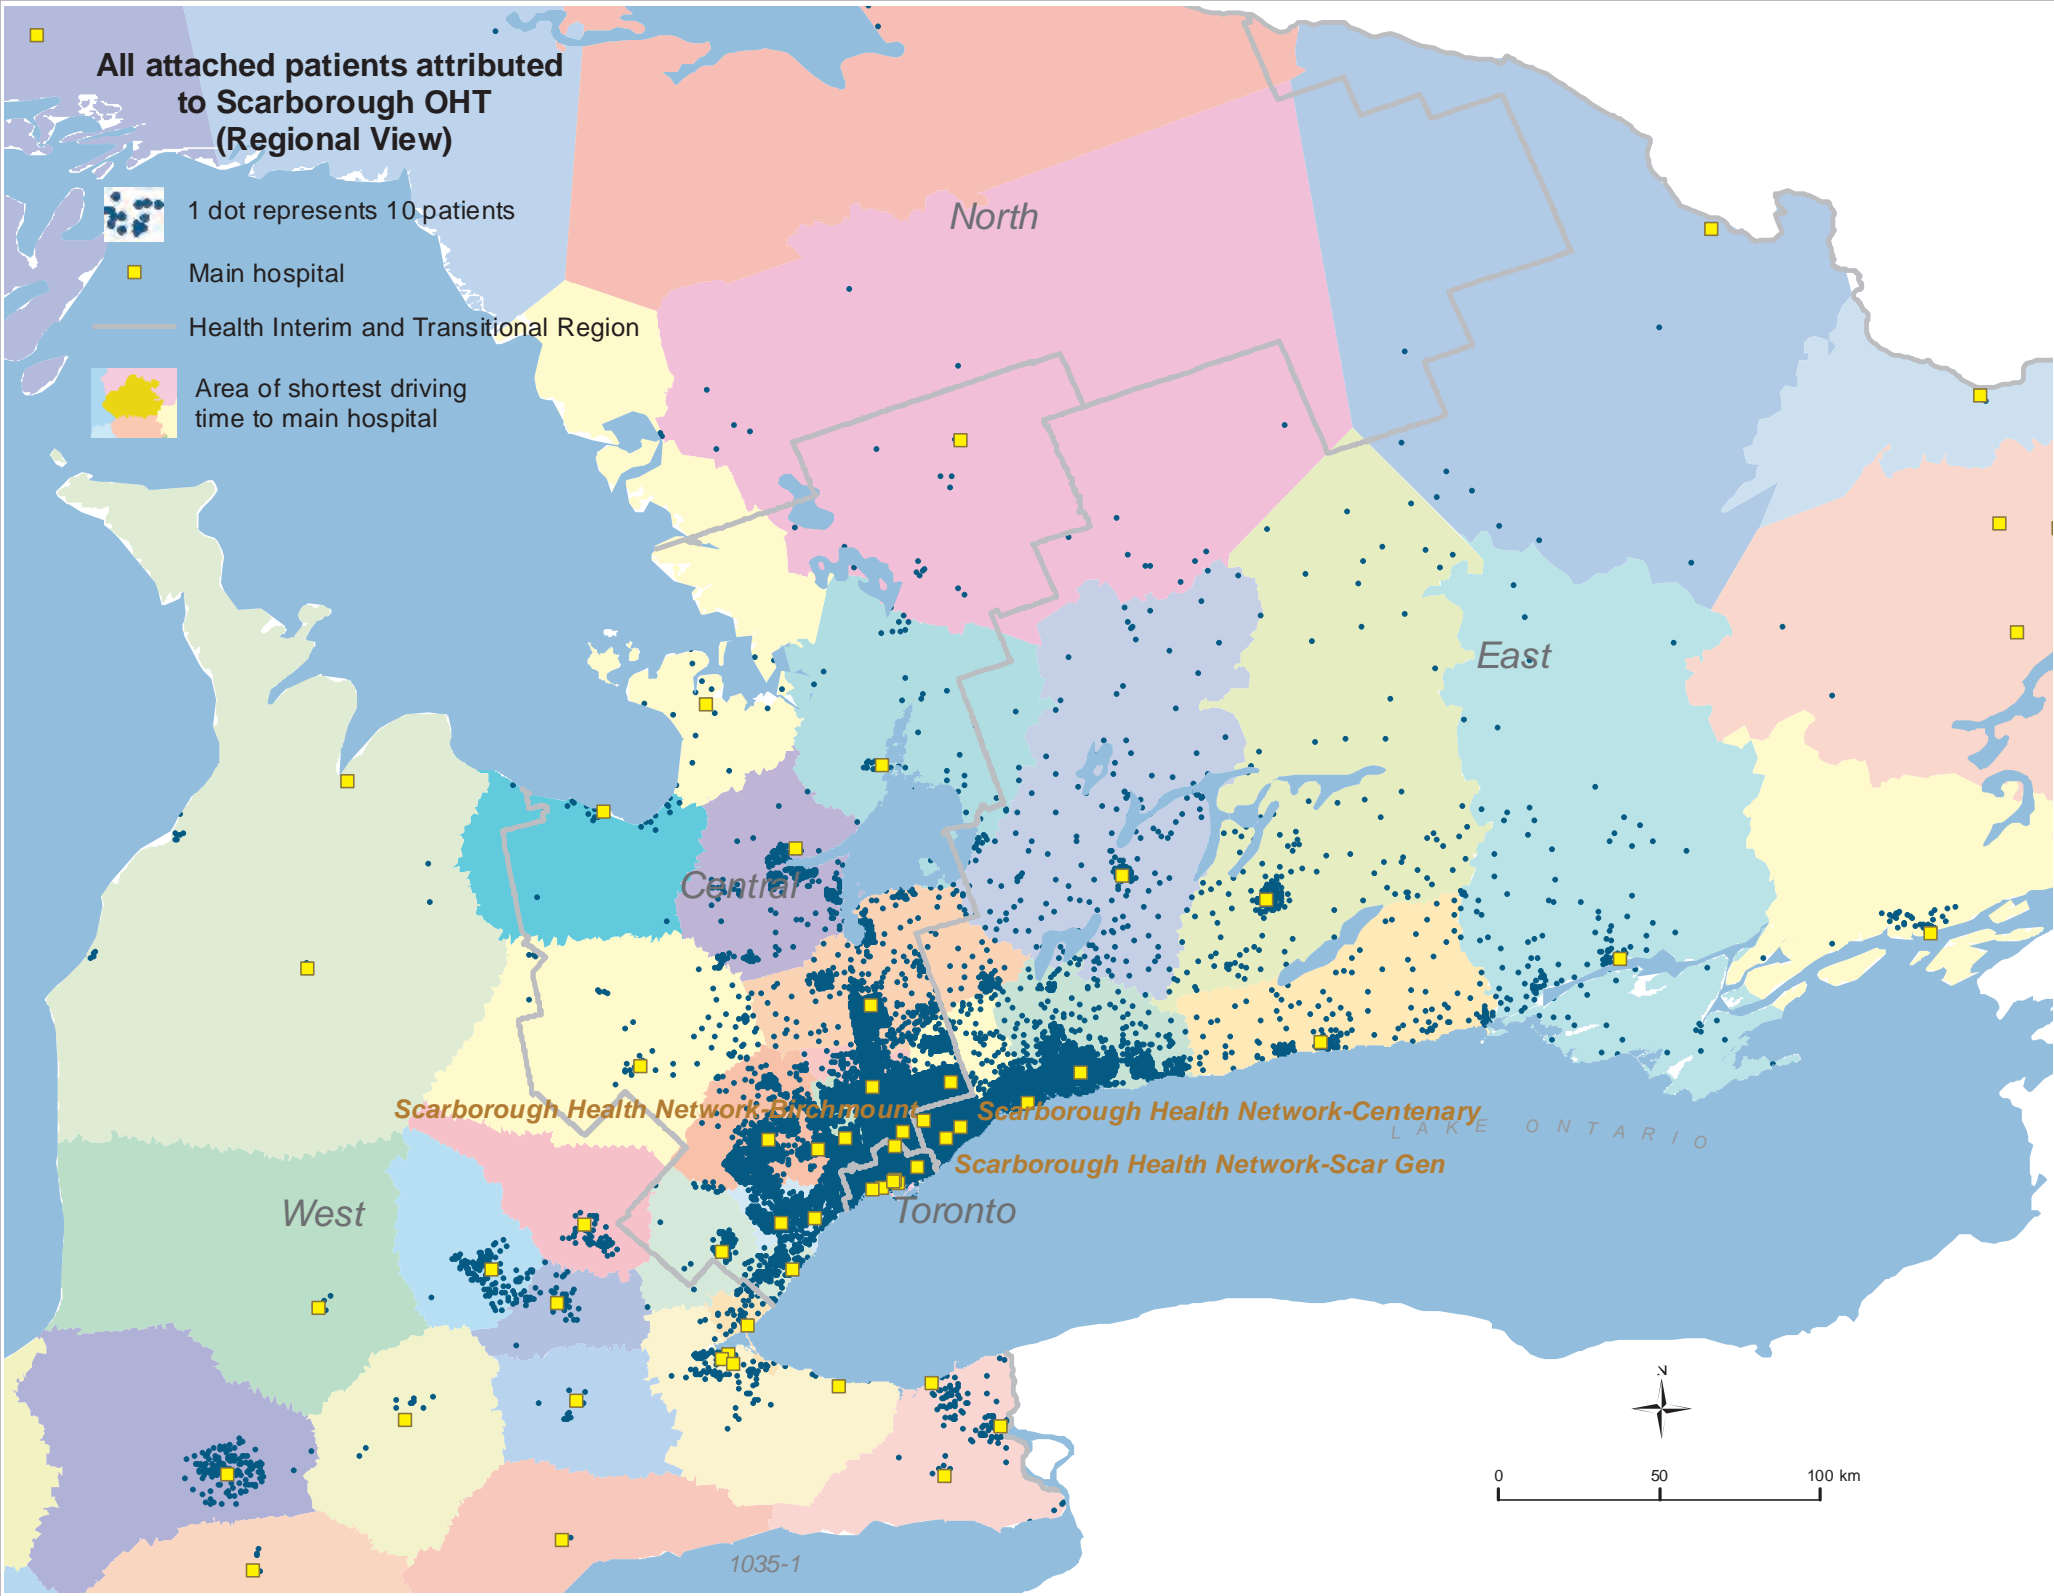 All attached patients attributed
to Scarborough OHT
(Regional View)
1 dot represents 10 patients
Main hospital
Health Interim and Transitional Region
Area of shortest driving
time to main hospital
North
East
Central
Scarborough Health Network-Birchmount
Scarborough Health Network-Centenary
LAKE ONTARIO
Scarborough Health Network-Scar Gen
West
Toronto
N
0 50 100 km
1035-1